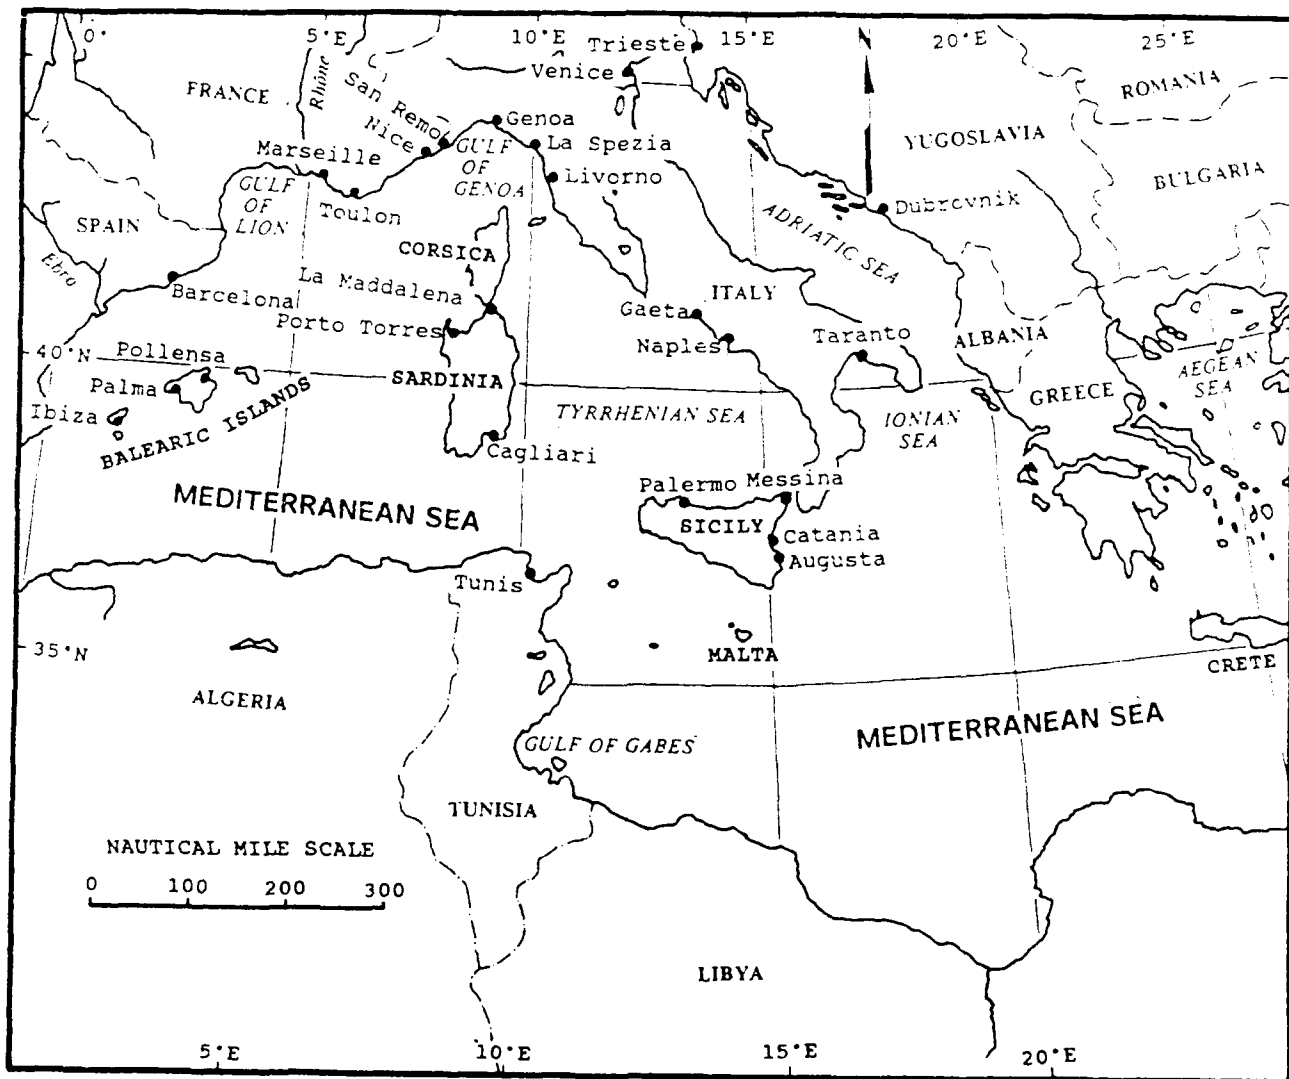 0°
5°E
10°E
15°E
20°E
25°E
Trieste
Venice
ROMANIA
FRANCE
Rhône
San Remo
Nice
Genoa
GULF
OF
GENOA
La Spezia
YUGOSLAVIA
Marseille
Livorno
BULGARIA
GULF
OF
LION
Toulon
ADRIATIC SEA
Dubrovnik
SPAIN
Ebro
CORSICA
La Maddalena
ITALY
Barcelona
Porto Torres
Gaeta
Naples
Taranto
ALBANIA
40°N
Pollensa
Palma
Ibiza
BALEARIC ISLANDS
SARDINIA
TYRRHENIAN SEA
IONIAN
SEA
GREECE
AEGEAN
SEA
Cagliari
MEDITERRANEAN SEA
Palermo
Messina
SICILY
Catania
Augusta
Tunis
35°N
MALTA
CRETE
ALGERIA
MEDITERRANEAN SEA
GULF OF GABES
TUNISIA
NAUTICAL MILE SCALE
0 100 200 300
LIBYA
5°E
10°E
15°E
20°E